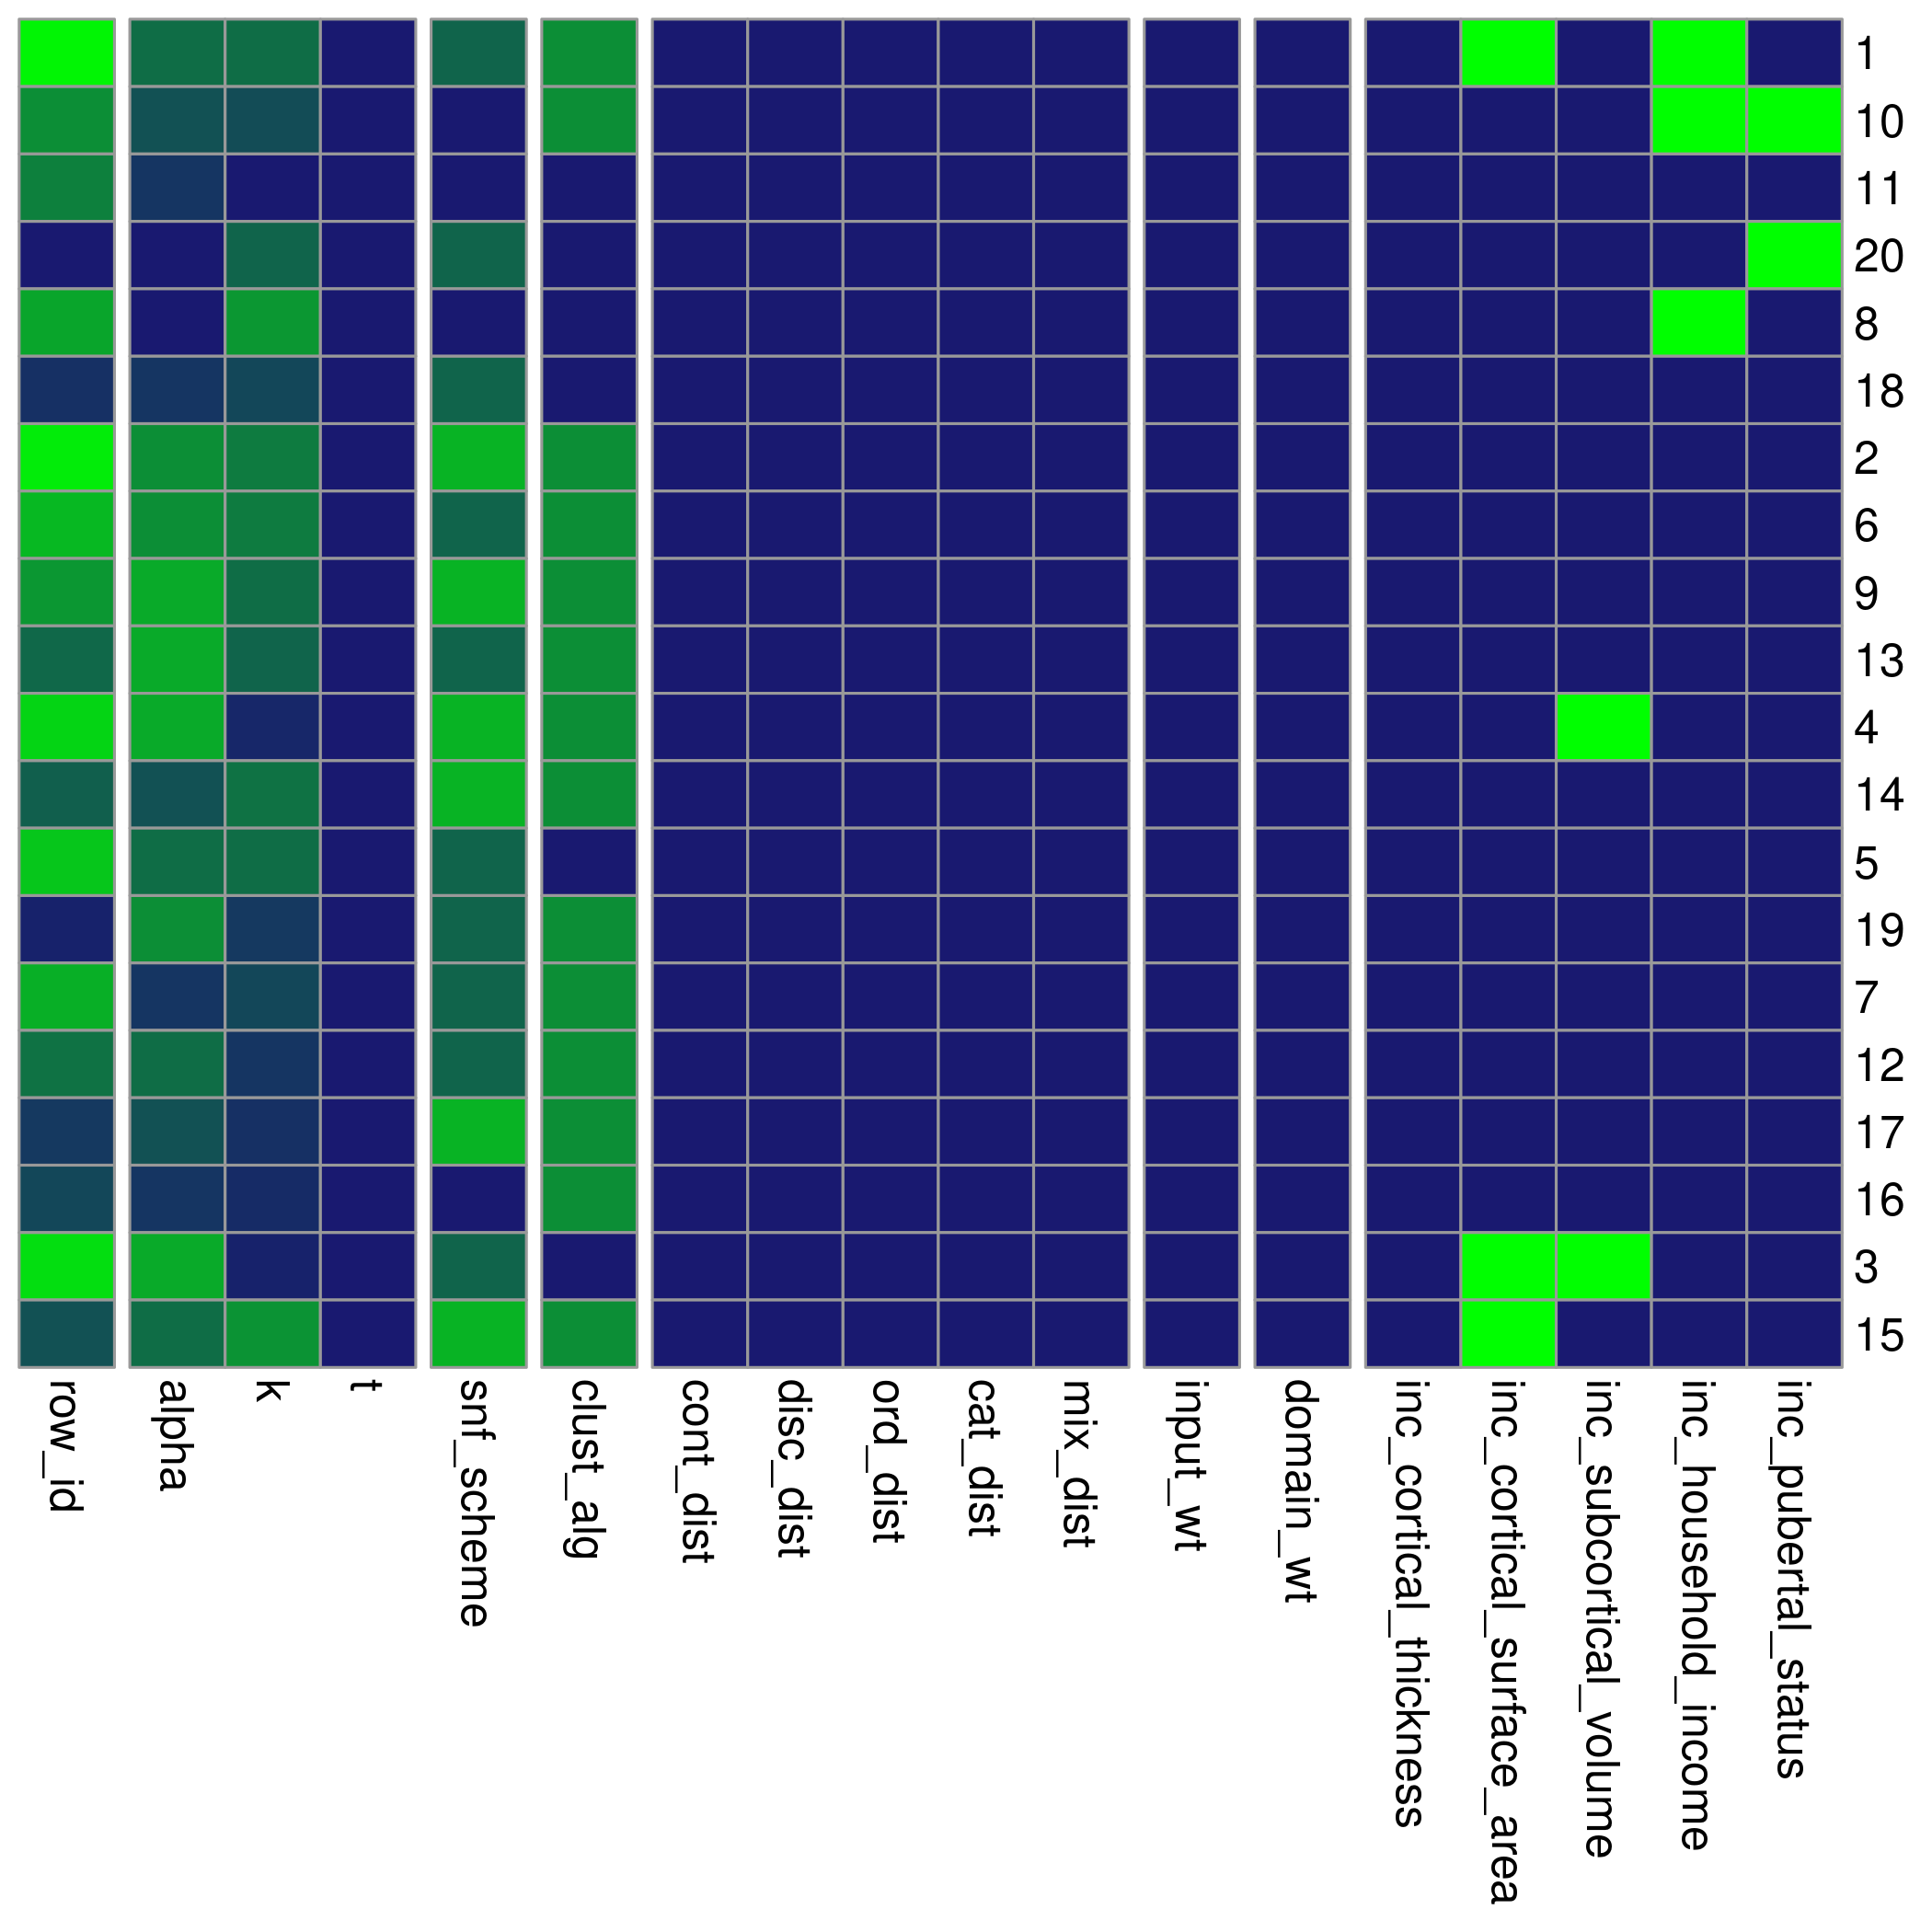 1
10
11
20
8
18
2
6
9
13
4
14
5
19
7
12
17
16
3
15
row_id
alpha
k
t
snf_scheme
clust_alg
cont_dist
disc_dist
ord_dist
cat_dist
mix_dist
input_wt
domain_wt
inc_cortical_thickness
inc_cortical_surface_area
inc_subcortical_volume
inc_household_income
inc_pubertal_status